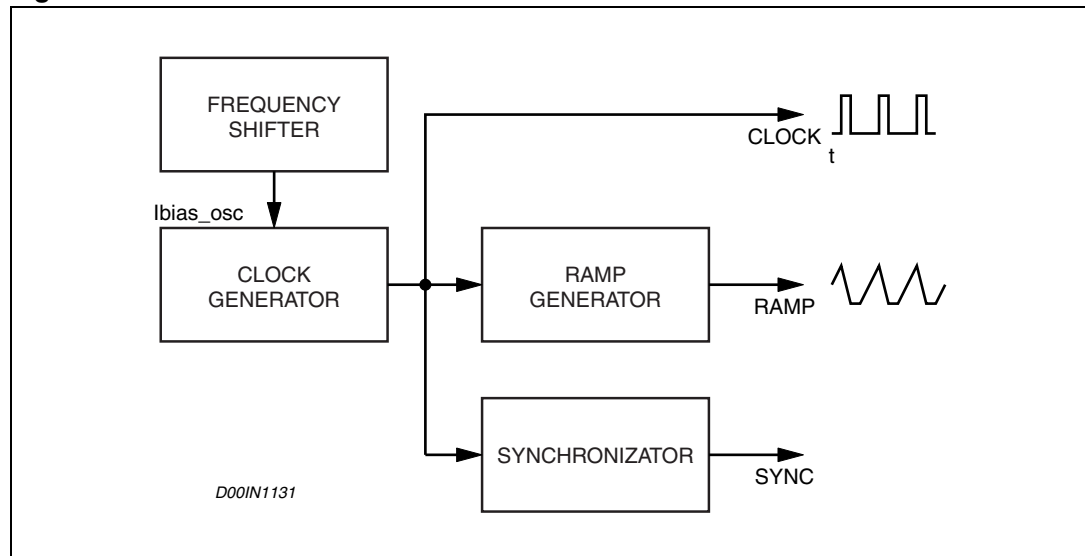 FREQUENCY
SHIFTER
CLOCK
t
Ibias_osc
CLOCK
GENERATOR
RAMP
GENERATOR
RAMP
SYNCHRONIZATOR
SYNC
D00IN1131